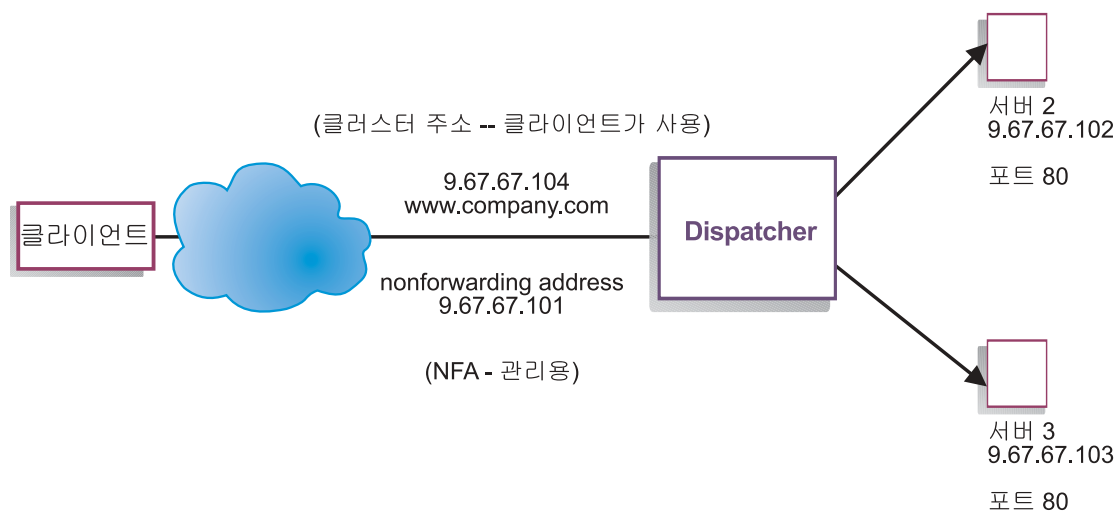 클라이언트
(클러스터 주소 -- 클라이언트가 사용)
9.67.67.104
www.company.com
nonforwarding address
9.67.67.101
(NFA - 관리용)
Dispatcher
서버 2
9.67.67.102
포트 80
서버 3
9.67.67.103
포트 80